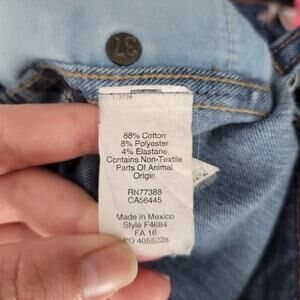 37
88% Cotton
8% Polyester
4% Elastane
Contains Non-Textile
Parts Of Animal
Origin
RN77388
CA56445
Made in Mexico
Style F4684
FA 16
PO 4055228